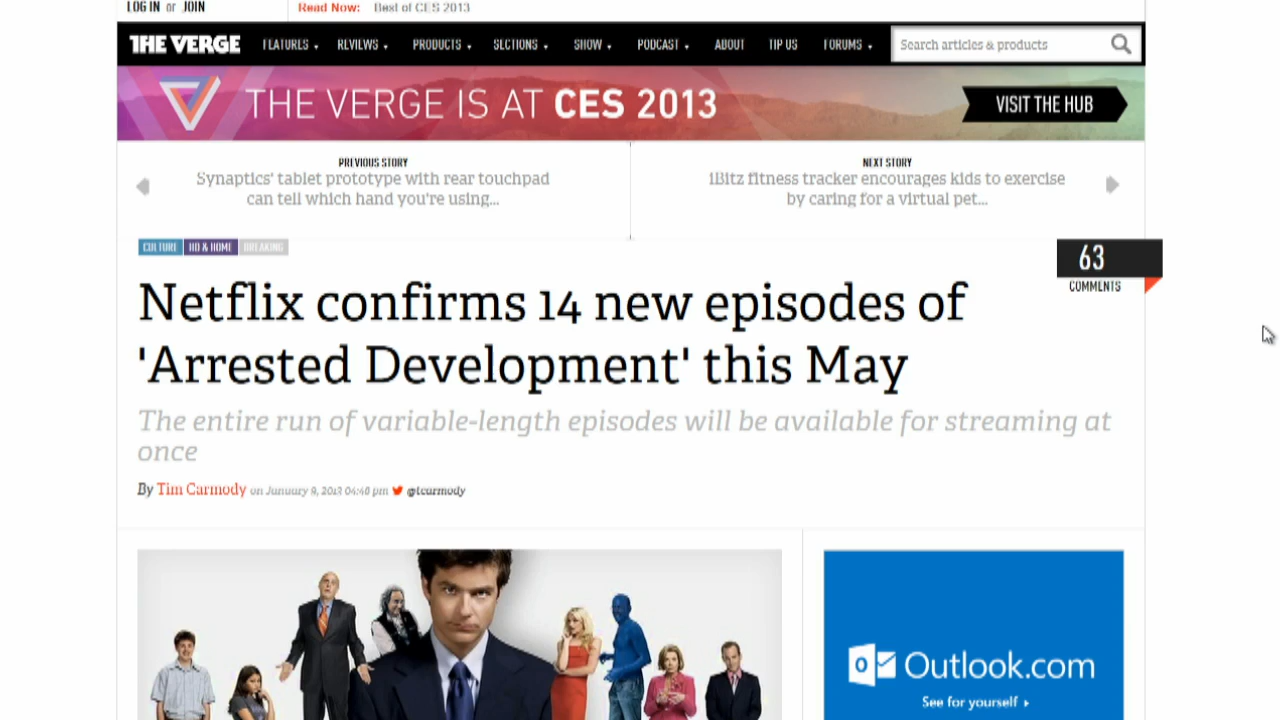 LOG IN or JOIN
Read Now: Best of CES 2013
THE VERGE FEATURES REVIEWS PRODUCTS SECTIONS SHOW PODCAST ABOUT TIP US FORUMS Search articles & products
THE VERGE IS AT CES 2013
VISIT THE HUB
PREVIOUS STORY
Synaptics' tablet prototype with rear touchpad
can tell which hand you're using...
NEXT STORY
iBitz fitness tracker encourages kids to exercise
by caring for a virtual pet...
CULTURE HD & HOME BREAKING
63
COMMENTS
Netflix confirms 14 new episodes of
'Arrested Development' this May
The entire run of variable-length episodes will be available for streaming at
once
By Tim Carmody on January 9, 2013 04:46 pm @tcarmody
Outlook.com
See for yourself